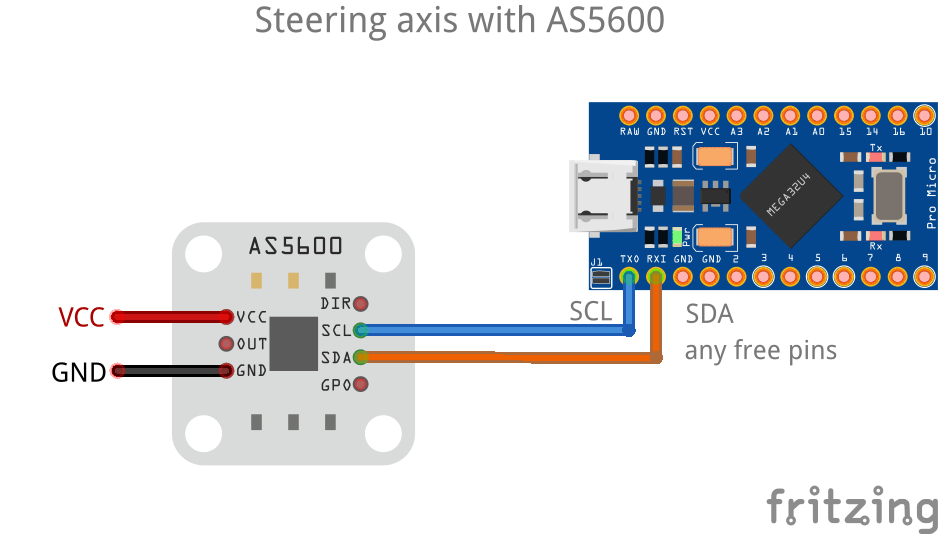 Steering axis with AS5600
RAW GND RST VCC A3 A2 A1 A0 15 14 16 10
Tx
MEGA32U4
Pro Micro
Pwr
Rx
J1
TX0 RXI GND GND 2 3 4 5 6 7 8 9
AS5600
SCL
SDA
any free pins
VCC
GND
VCC
OUT
GND
DIR
SCL
SDA
GPO
fritzing